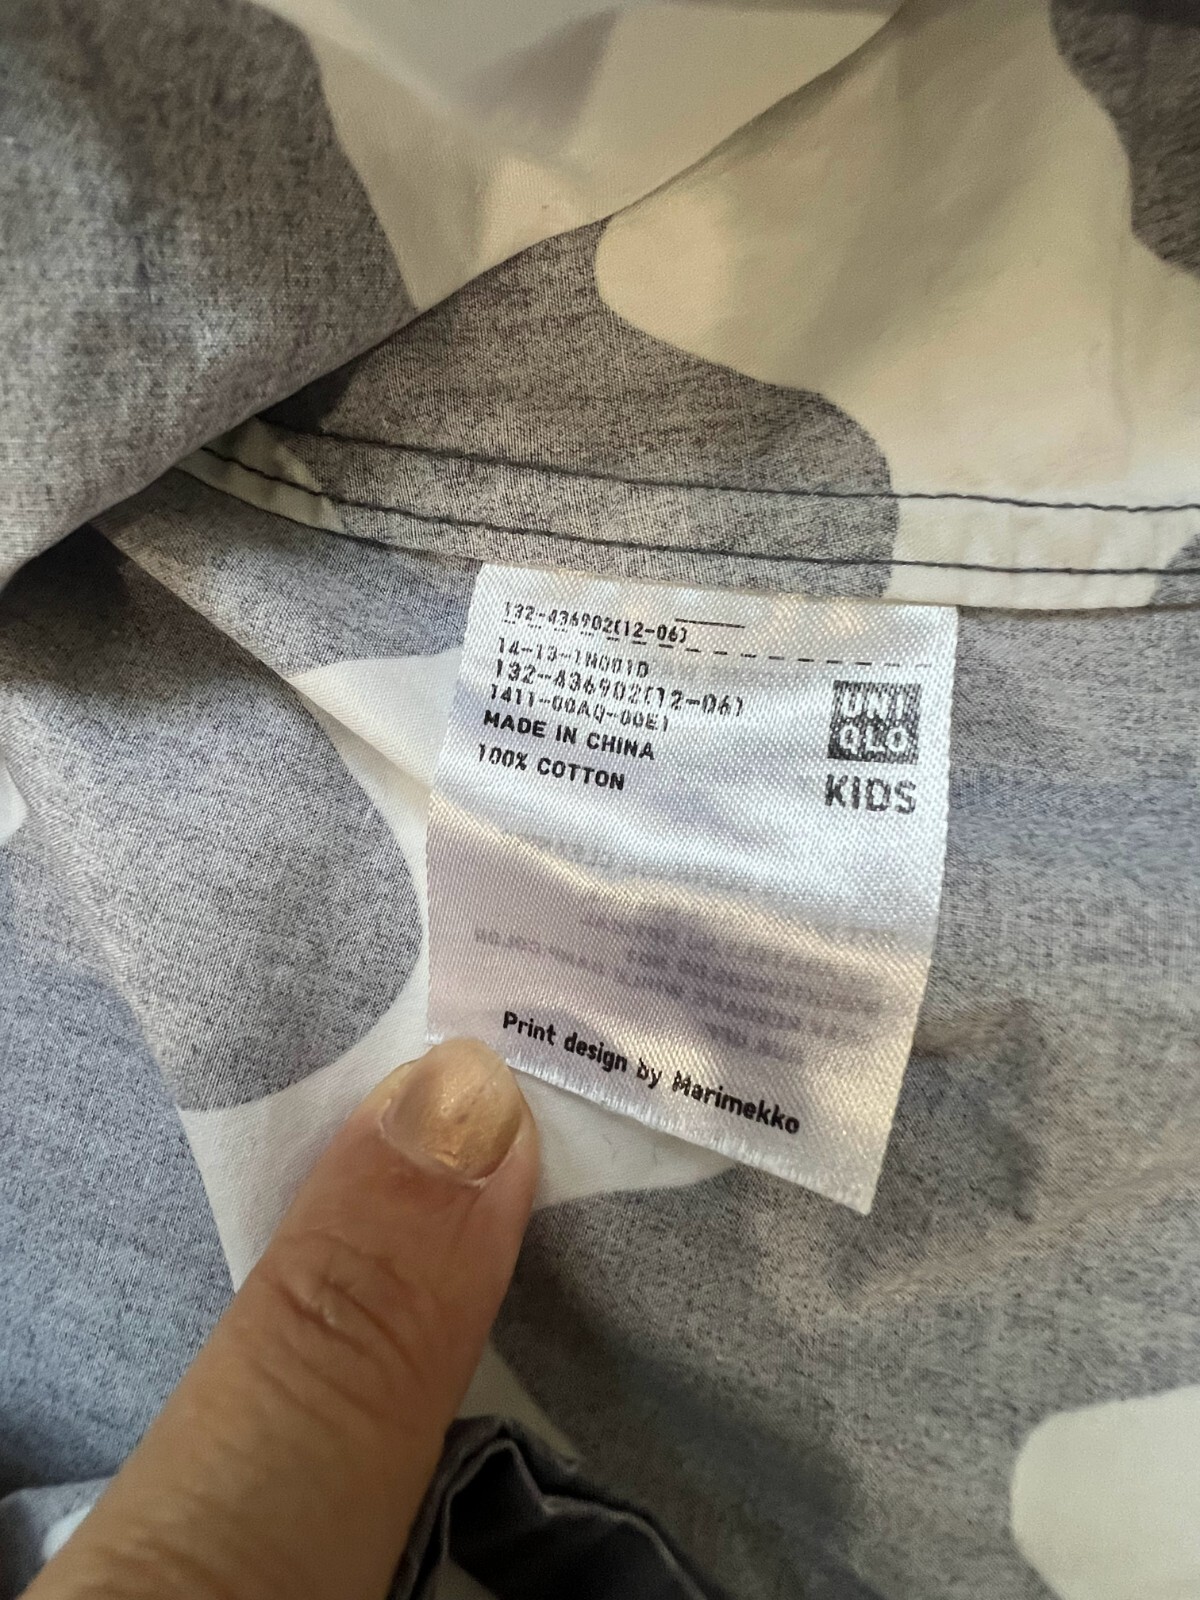 132-436902(12-06)
14-13-1N001D
132-436902(12-06)
1411-00AQ-00E1
MADE IN CHINA
100% COTTON
UNI
QLO
KIDS
Print design by Marimekko